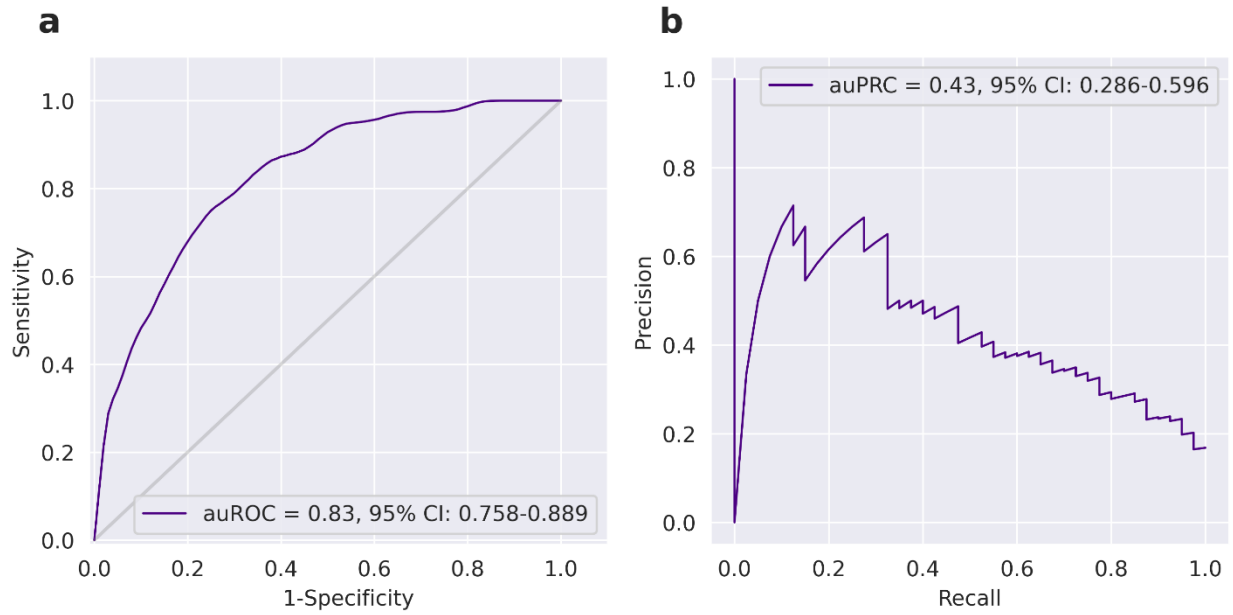 a
1.0
0.8
0.6
0.4
0.2
0.0
Sensitivity
auROC = 0.83, 95% CI: 0.758-0.889
0.0 0.2 0.4 0.6 0.8 1.0
1-Specificity
b
auPRC = 0.43, 95% CI: 0.286-0.596
1.0
0.8
0.6
0.4
0.2
0.0
Precision
0.0 0.2 0.4 0.6 0.8 1.0
Recall